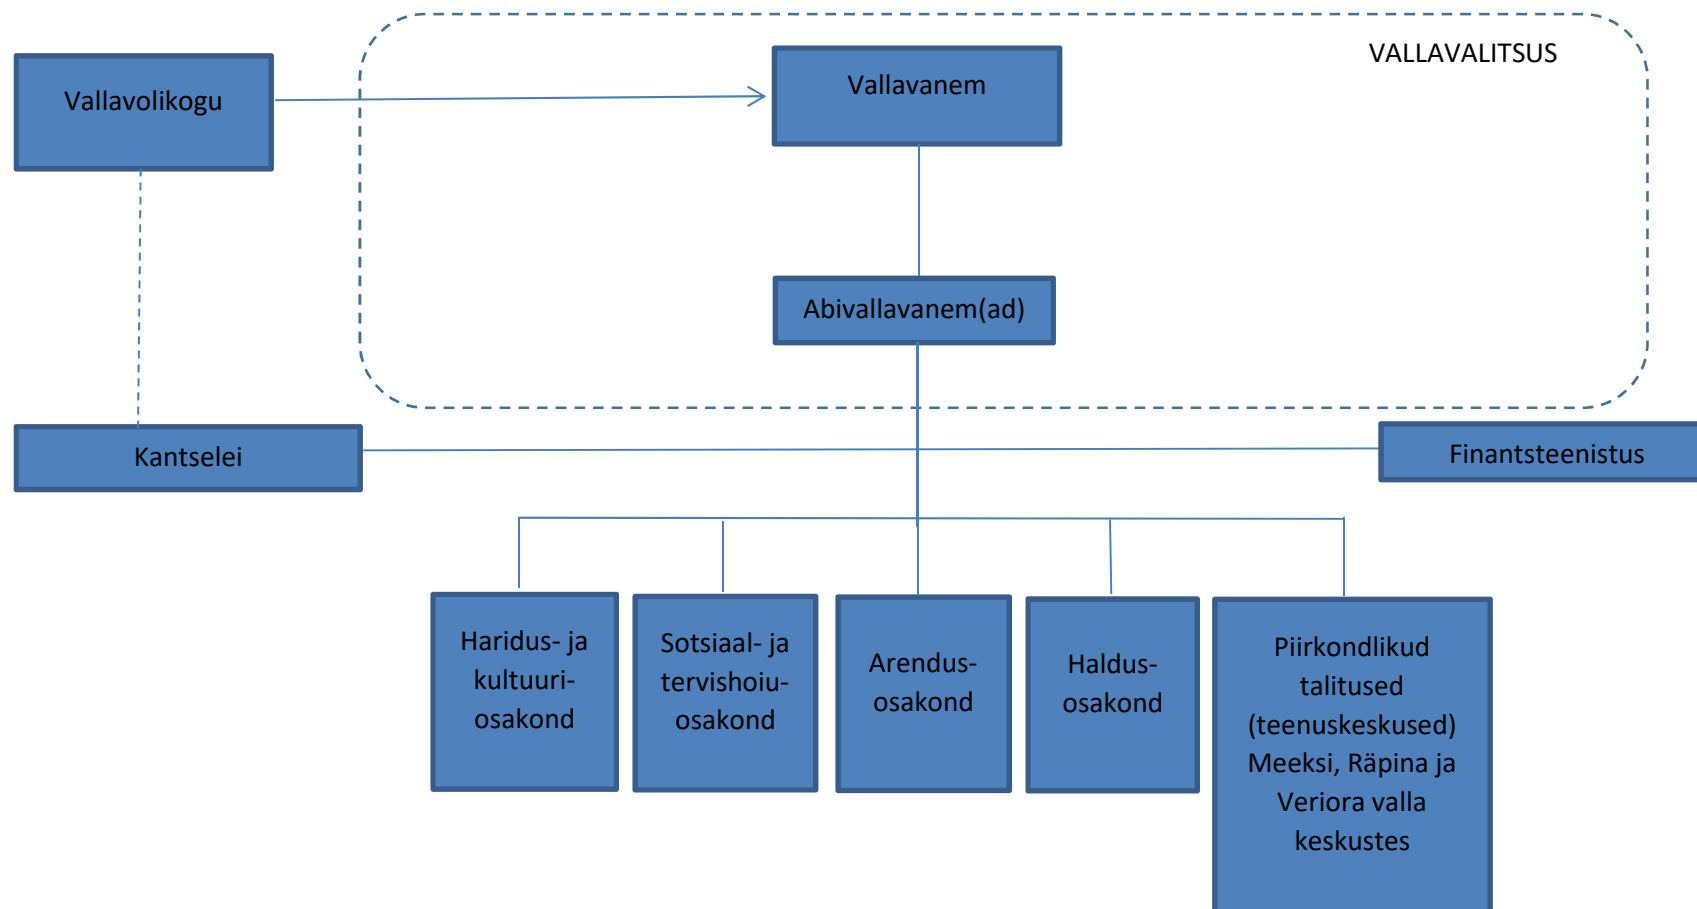 VALLAVALITSUS
Vallavolikogu
Vallavanem
Abivallavanem(ad)
Kantselei
Finantsteenistus
Haridus- ja
kultuuri-
osakond
Sotsiaal- ja
tervishoiu-
osakond
Arendus-
osakond
Haldus-
osakond
Piirkondlikud
talitused
(teenuskeskused)
Meeksi, Räpina ja
Veriora valla
keskustes